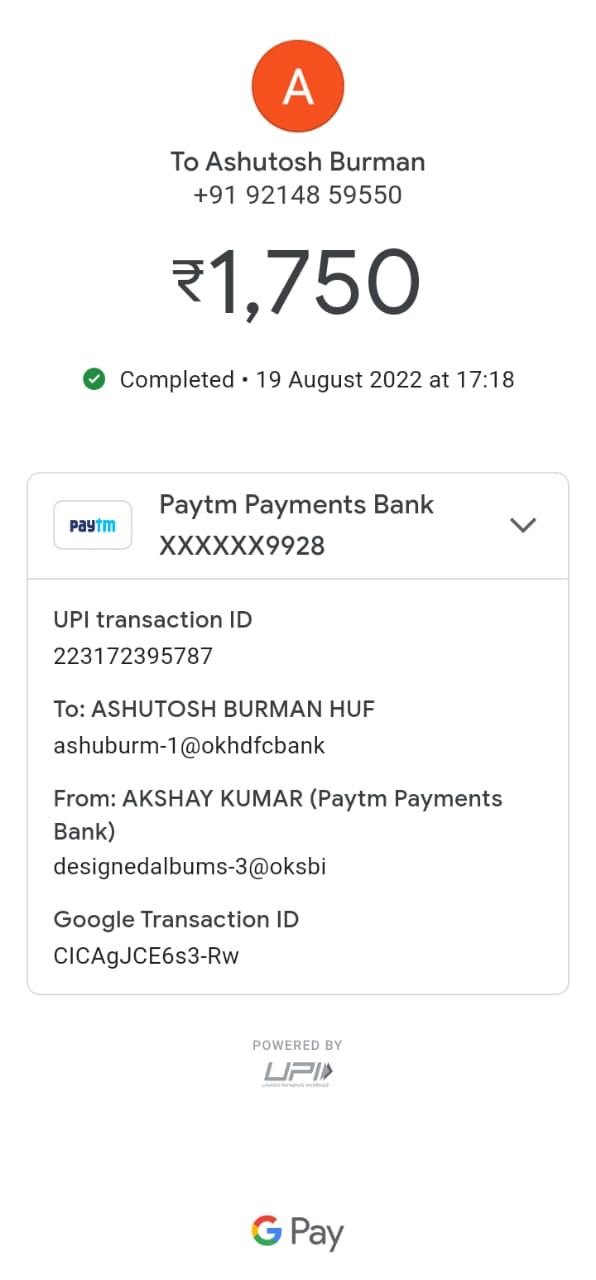 A
To Ashutosh Burman
+91 92148 59550
₹1,750
Completed • 19 August 2022 at 17:18
paytm
Paytm Payments Bank
XXXXXX9928
UPI transaction ID
223172395787
To: ASHUTOSH BURMAN HUF
ashuburm-1@okhdfcbank
From: AKSHAY KUMAR (Paytm Payments
Bank)
designedalbums-3@oksbi
Google Transaction ID
CICAgJCE6s3-Rw
POWERED BY
UPI
UNIFIED PAYMENTS INTERFACE
G Pay